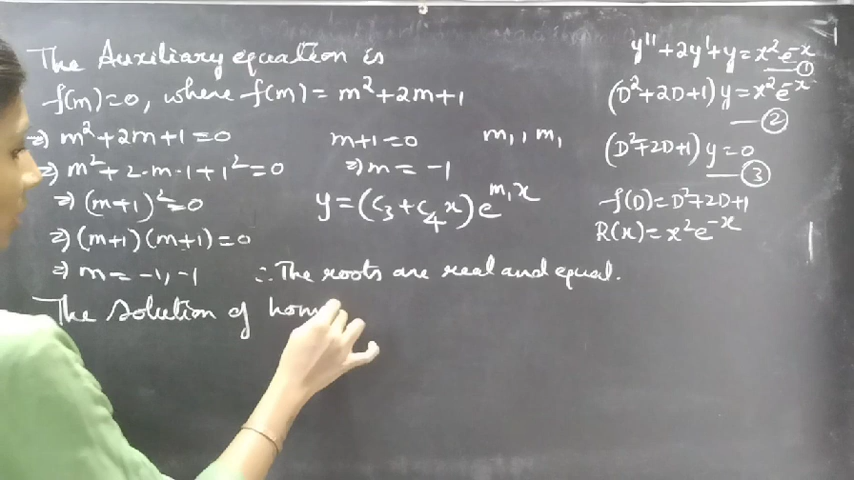 The Auxiliary equation is
f(m)=0, where f(m) = m²+2m+1
⇒) m²+2m+1=0
⇒) m²+2·m·1+1²=0
⇒) (m+1)²=0
⇒) (m+1)(m+1)=0
⇒) m = -1, -1
m+1=0
⇒) m = -1
m₁, m₁
y=(C₃+C₄x)e^{m₁x}
∴ The roots are real and equal.
The solution of hom
y''+2y'+y=x²e^{-x}
—①
(D²+2D+1)y=x²e^{-x}
—②
(D²+2D+1)y=0
—③
f(D)=D²+2D+1
R(x)=x²e^{-x}